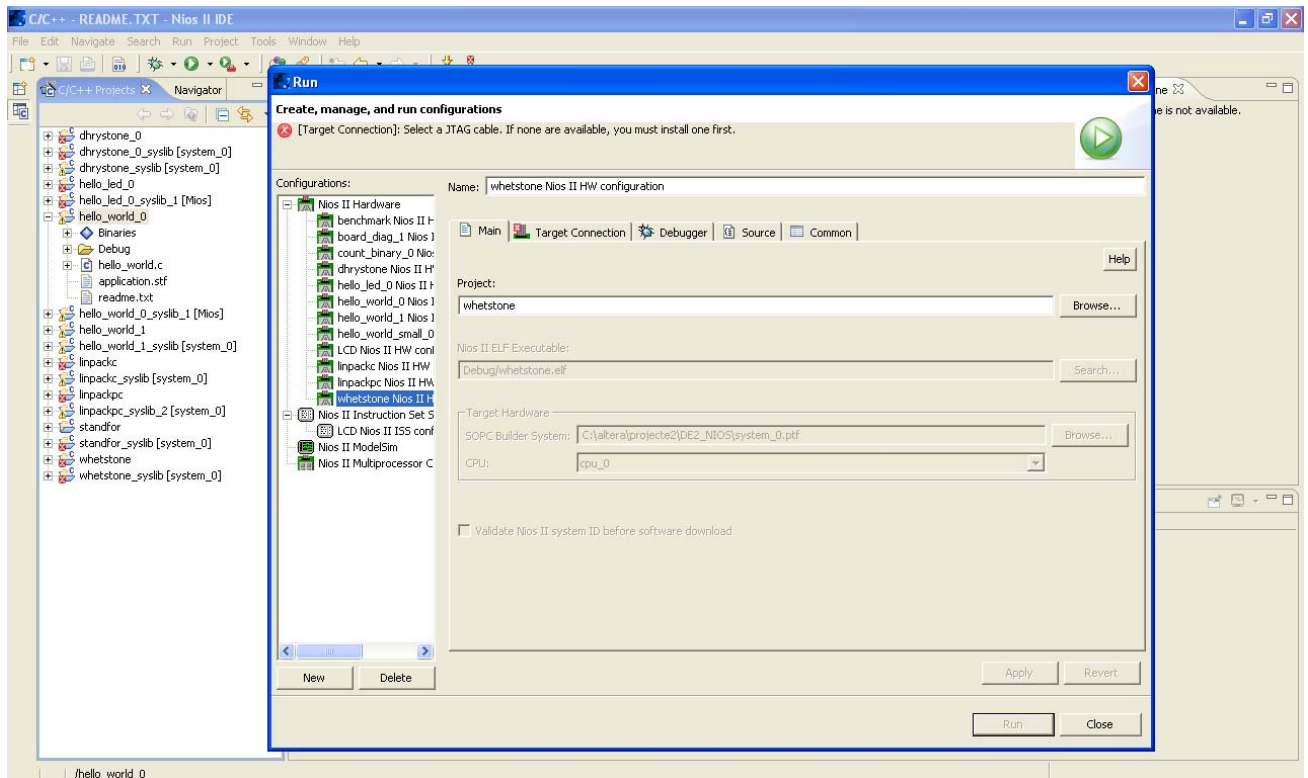 C/C++ - README.TXT - Nios II IDE
File Edit Navigate Search Run Project Tools Window Help
C/C++ Projects Navigator
dhrystone_0
dhrystone_0_syslib [system_0]
dhrystone_syslib [system_0]
hello_led_0
hello_led_0_syslib_1 [Mios]
hello_world_0
Binaries
Debug
hello_world.c
application.stf
readme.txt
hello_world_0_syslib_1 [Mios]
hello_world_1
hello_world_1_syslib [system_0]
linpackc
linpackc_syslib [system_0]
linpackpc
linpackpc_syslib_2 [system_0]
standfor
standfor_syslib [system_0]
whetstone
whetstone_syslib [system_0]
Run
Create, manage, and run configurations
[Target Connection]: Select a JTAG cable. If none are available, you must install one first.
Configurations:
Nios II Hardware
benchmark Nios II H
board_diag_1 Nios I
count_binary_0 Nio
dhrystone Nios II H
hello_led_0 Nios II H
hello_world_0 Nios I
hello_world_1 Nios I
hello_world_small_0
LCD Nios II HW conf
linpackc Nios II HW
linpackpc Nios II HW
whetstone Nios II H
Nios II Instruction Set S
LCD Nios II ISS conf
Nios II ModelSim
Nios II Multiprocessor C
New Delete
Name: whetstone Nios II HW configuration
Main Target Connection Debugger Source Common
Help
Project:
whetstone Browse...
Nios II ELF Executable:
Debug/whetstone.elf Search...
Target Hardware
SOPC Builder System: C:\altera\projecte2\DE2_NIOS\system_0.ptf Browse...
CPU: cpu_0
Validate Nios II system ID before software download
Apply Revert
Run Close
ne
e is not available.
/hello_world_0